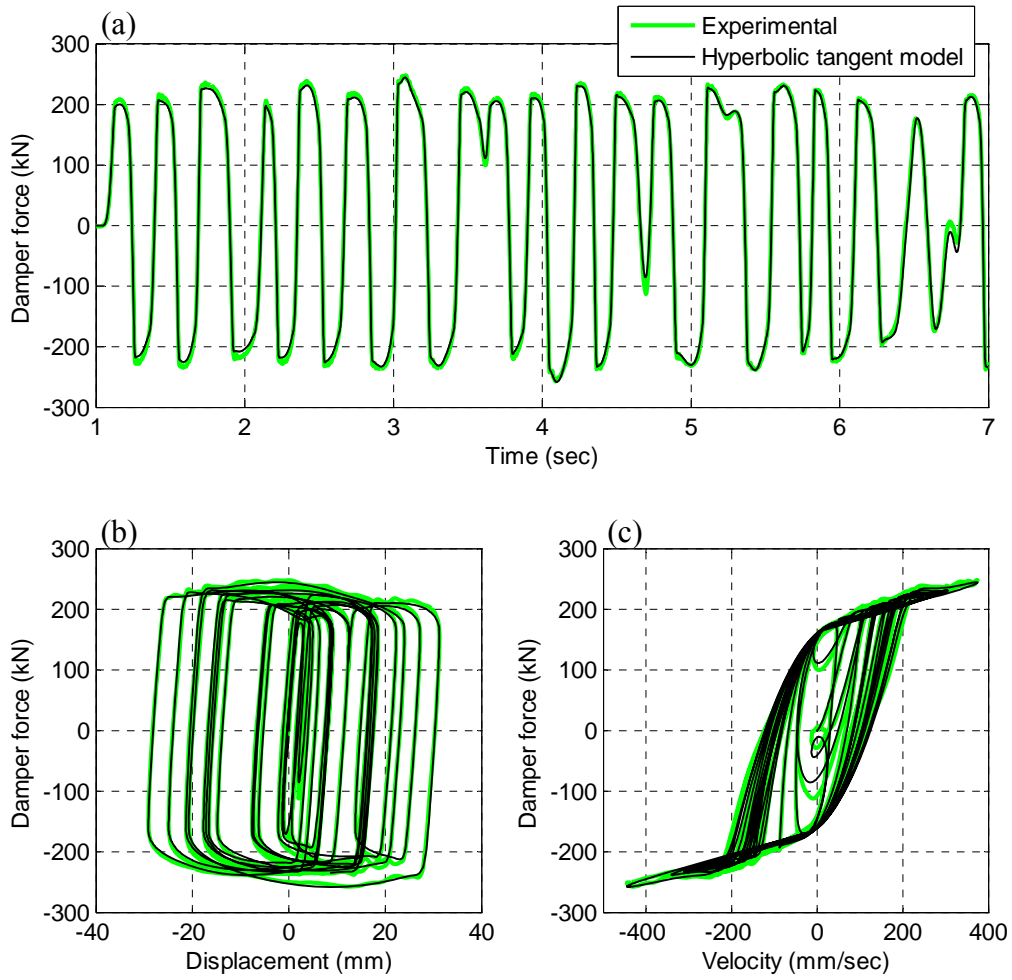 (a)
Experimental
Hyperbolic tangent model
300
200
100
0
-100
-200
-300
Damper force (kN)
1 2 3 4 5 6 7
Time (sec)
(b)
300
200
100
0
-100
-200
-300
Damper force (kN)
-40 -20 0 20 40
Displacement (mm)
(c)
300
200
100
0
-100
-200
-300
Damper force (kN)
-400 -200 0 200 400
Velocity (mm/sec)